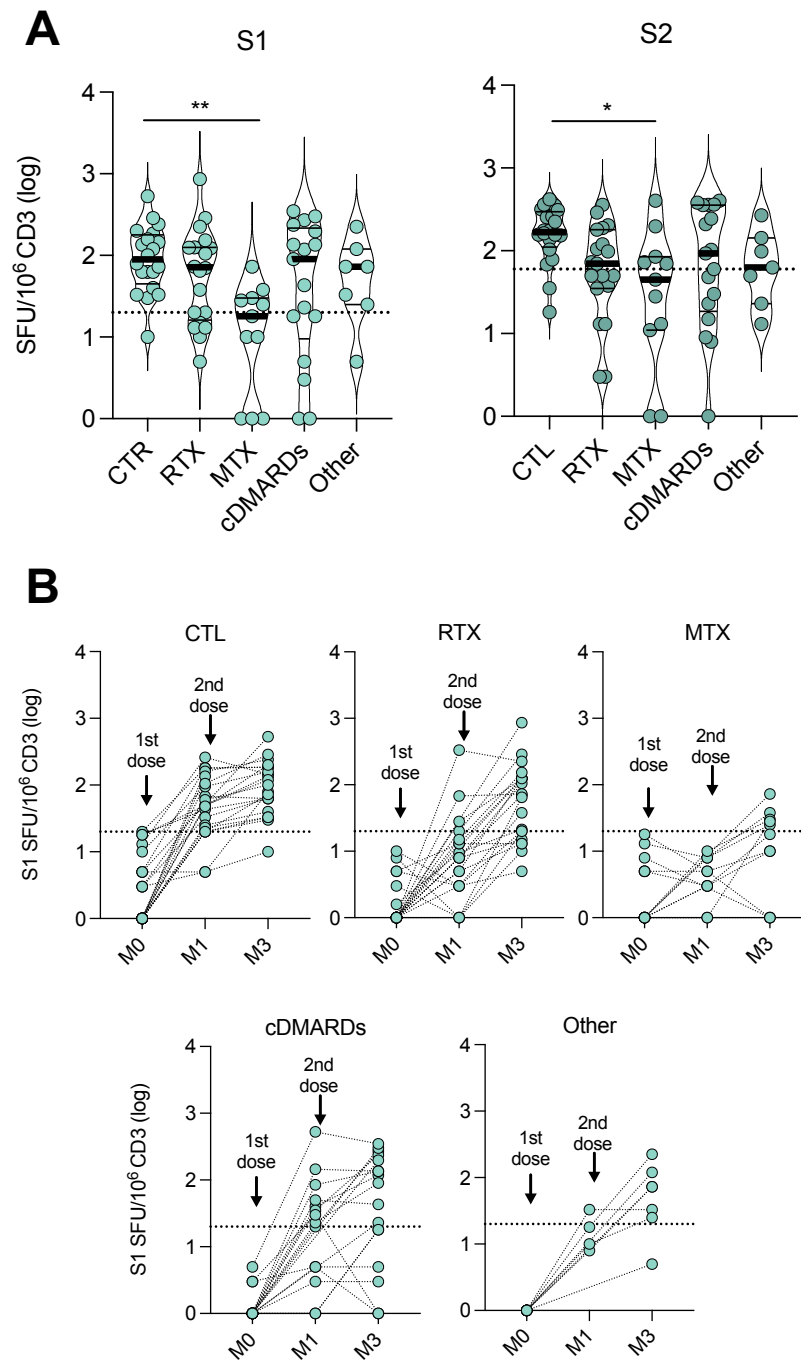 A
S1
S2
SFU/10⁶ CD3 (log)
4
3
2
1
0
**
CTR
RTX
MTX
cDMARDs
Other
4
3
2
1
0
*
CTL
RTX
MTX
cDMARDs
Other
B
CTL
RTX
MTX
S1 SFU/10⁶ CD3 (log)
4
3
2
1
0
1st
dose
2nd
dose
M0
M1
M3
4
3
2
1
0
1st
dose
2nd
dose
M0
M1
M3
4
3
2
1
0
1st
dose
2nd
dose
M0
M1
M3
cDMARDs
Other
S1 SFU/10⁶ CD3 (log)
4
3
2
1
0
1st
dose
2nd
dose
M0
M1
M3
4
3
2
1
0
1st
dose
2nd
dose
M0
M1
M3